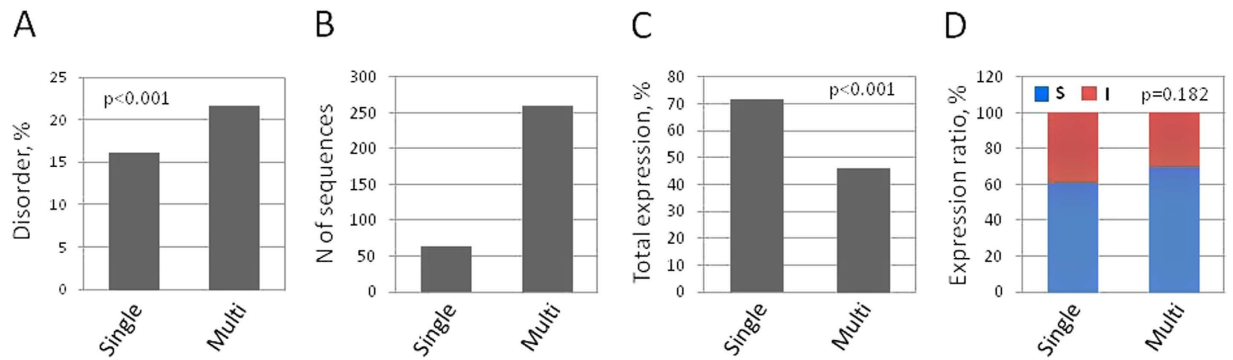 A
B
C
D
Disorder, %
25
20
15
10
5
0
p<0.001
Single
Multi
N of sequences
300
250
200
150
100
50
0
Single
Multi
Total expression, %
80
70
60
50
40
30
20
10
0
p<0.001
Single
Multi
Expression ratio, %
120
100
80
60
40
20
0
S I p=0.182
Single
Multi